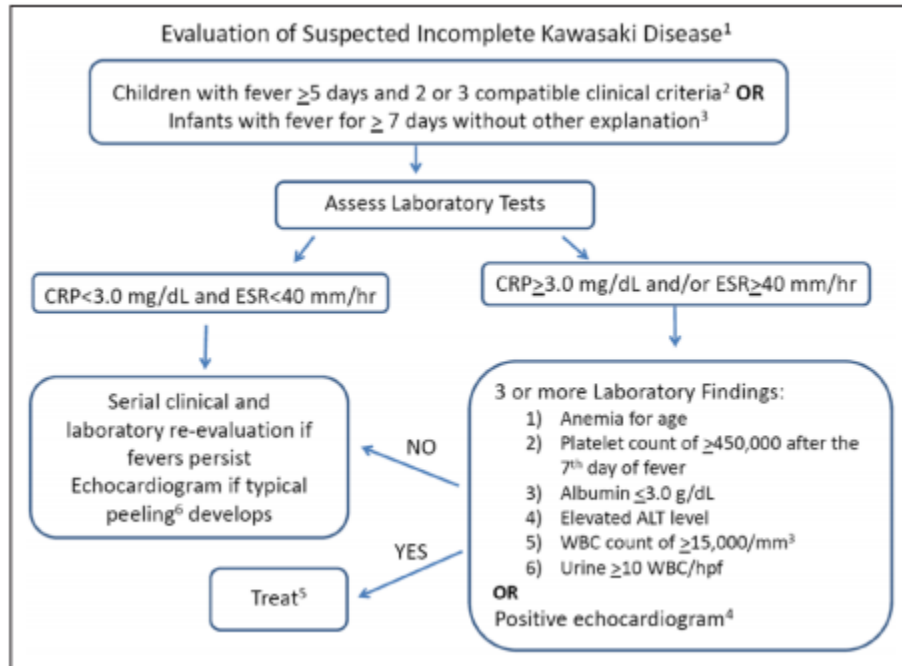 Evaluation of Suspected Incomplete Kawasaki Disease¹
Children with fever ≥5 days and 2 or 3 compatible clinical criteria² OR
Infants with fever for ≥ 7 days without other explanation³
Assess Laboratory Tests
CRP<3.0 mg/dL and ESR<40 mm/hr
CRP≥3.0 mg/dL and/or ESR≥40 mm/hr
Serial clinical and
laboratory re-evaluation if
fevers persist
Echocardiogram if typical
peeling⁶ develops
NO
YES
Treat⁵
3 or more Laboratory Findings:
1) Anemia for age
2) Platelet count of ≥450,000 after the
7th day of fever
3) Albumin ≤3.0 g/dL
4) Elevated ALT level
5) WBC count of ≥15,000/mm³
6) Urine ≥10 WBC/hpf
OR
Positive echocardiogram⁴